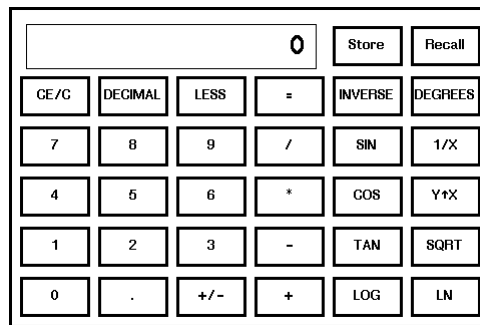 0 Store Recall
CE/C DECIMAL LESS = INVERSE DEGREES
7 8 9 / SIN 1/X
4 5 6 * COS Y↑X
1 2 3 - TAN SQRT
0 . +/- + LOG LN